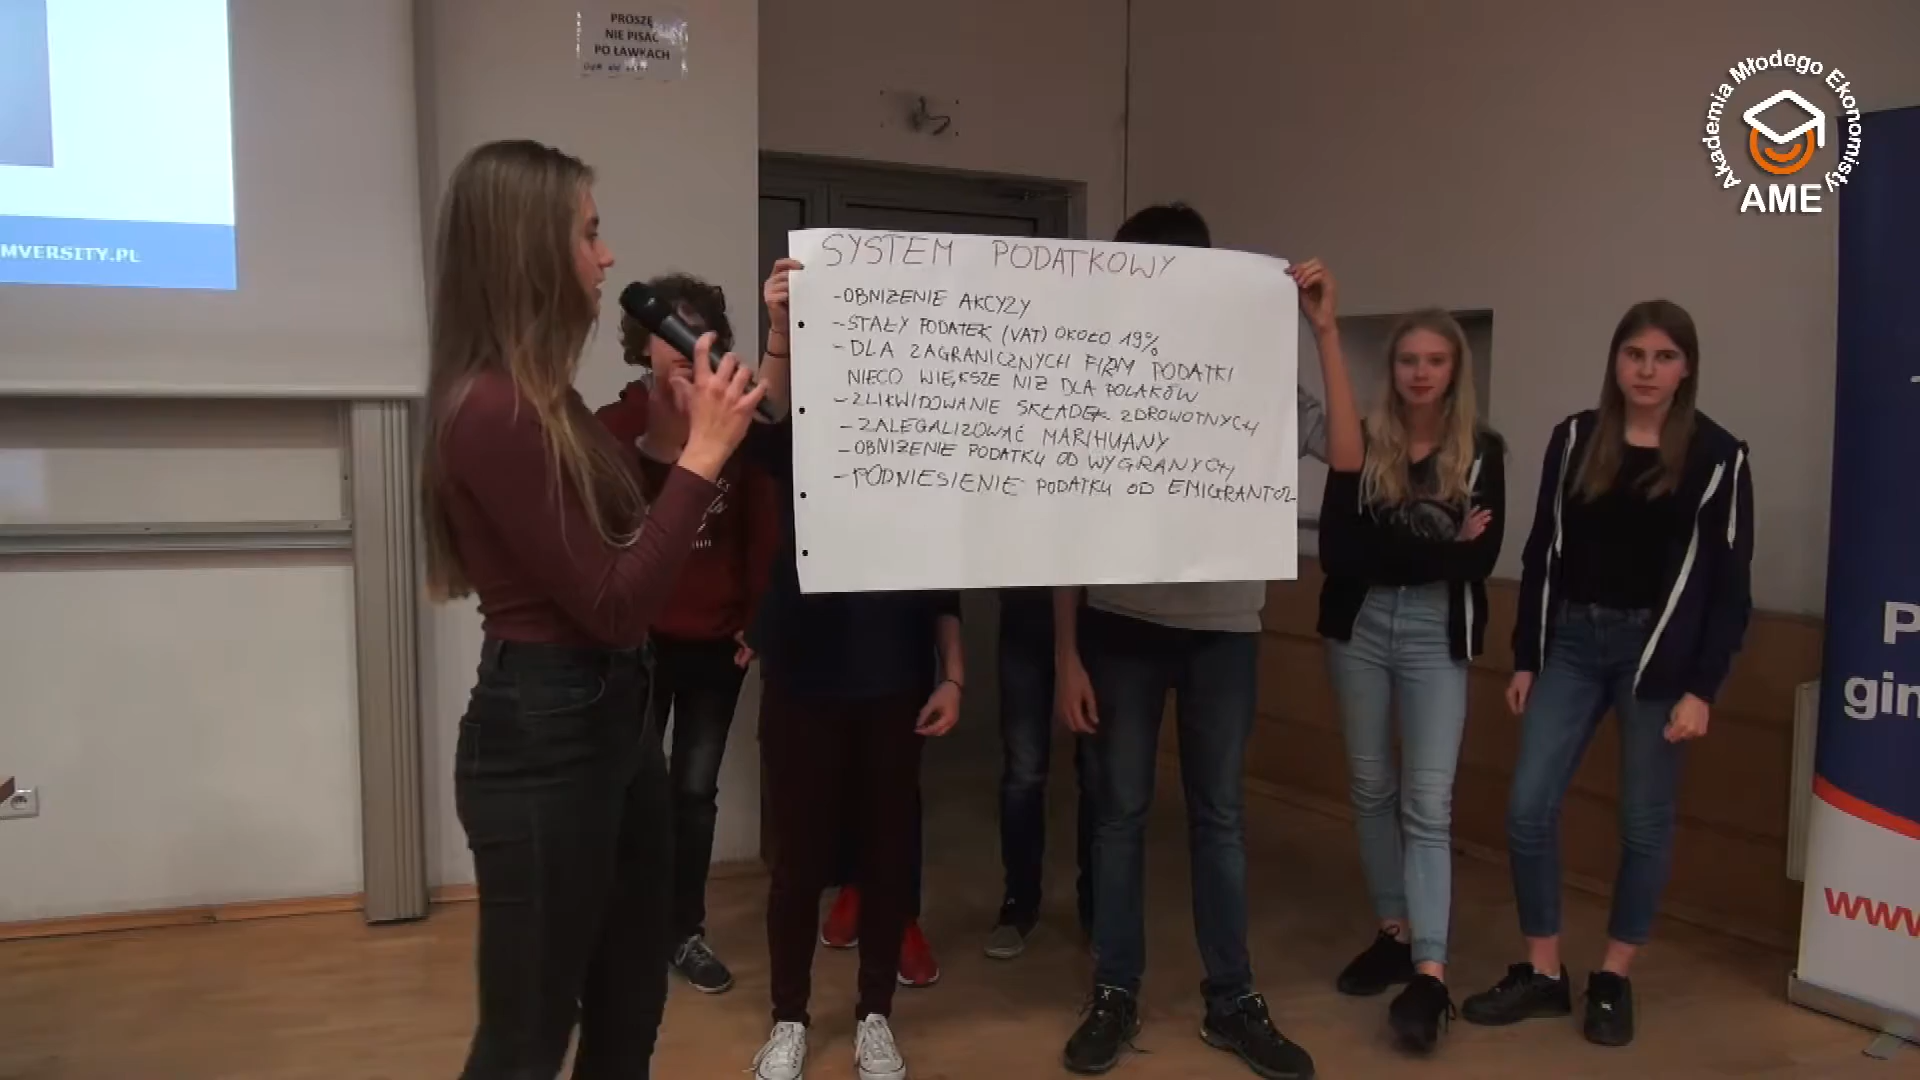 PROSZĘ
NIE PISAĆ
PO ŁAWKACH
MVERSITY.PL
Akademia Młodego Ekonomisty
AME
SYSTEM PODATKOWY
-OBNIŻENIE AKCYZY
-STAŁY PODATEK (VAT) OKOŁO 19%
-DLA ZAGRANICZNYCH FIRM PODATKI
NIECO WIĘKSZE NIŻ DLA POLAKÓW
-ZLIKWIDOWANIE SKŁADEK ZDROWOTNYCH
-ZALEGALIZOWAĆ MARIHUANY
-OBNIŻENIE PODATKU OD WYGRANYCH
-PODNIESIENIE PODATKU OD EMIGRANTÓW
P
gim
www